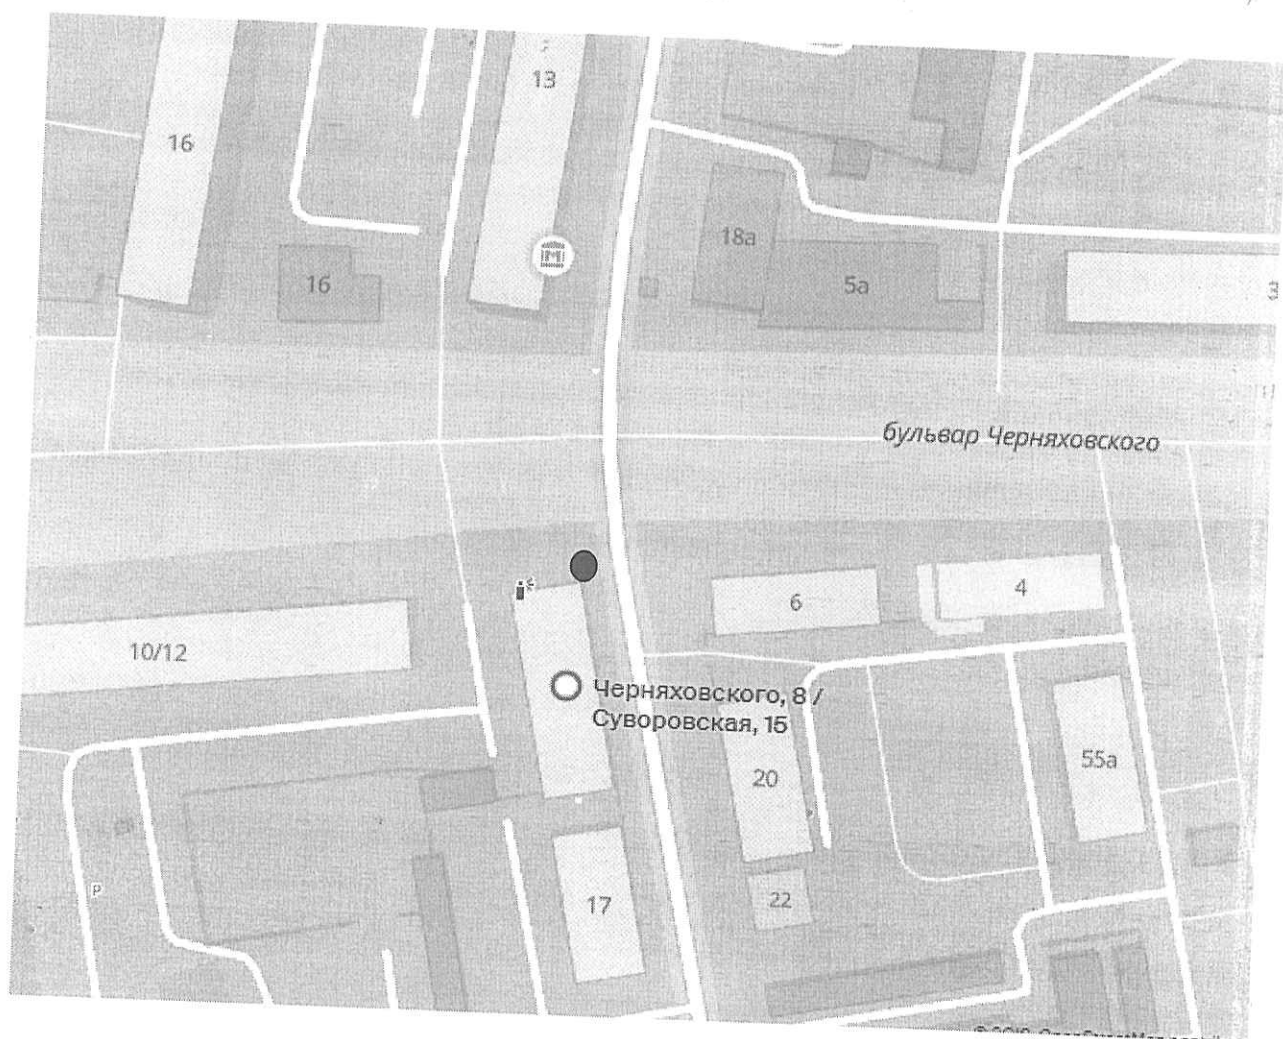 13
16
18а
16
5а
бульвар Черняховского
6
4
10/12
Черняховского, 8 /
Суворовская, 15
55а
20
P
17
22